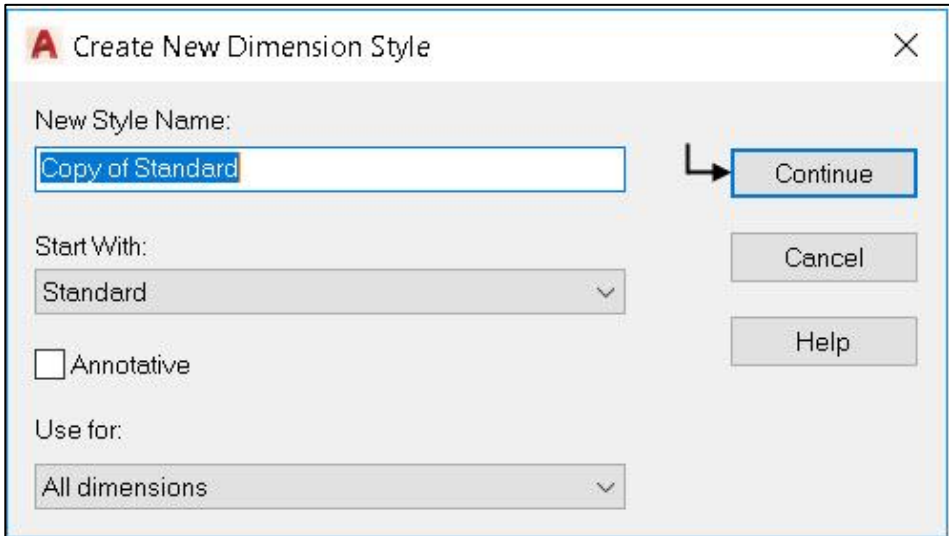 Create New Dimension Style
New Style Name:
Copy of Standard
Continue
Start With:
Cancel
Standard
Help
Annotative
Use for:
All dimensions